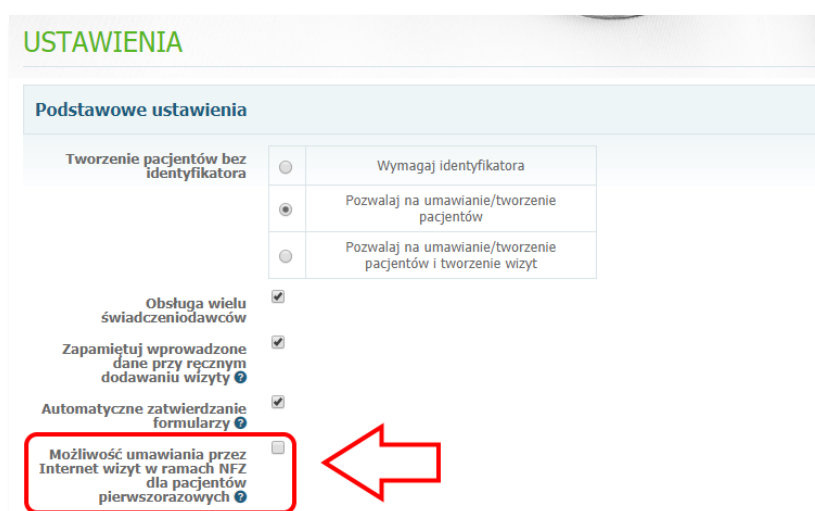 USTAWIENIA
Podstawowe ustawienia
Tworzenie pacjentów bez
identyfikatora
Wymagaj identyfikatora
Pozwalaj na umawianie/tworzenie
pacjentów
Pozwalaj na umawianie/tworzenie
pacjentów i tworzenie wizyt
Obsługa wielu
świadczeniodawców
Zapamiętuj wprowadzone
dane przy ręcznym
dodawaniu wizyty ?
Automatyczne zatwierdzanie
formularzy ?
Możliwość umawiania przez
Internet wizyt w ramach NFZ
dla pacjentów
pierwszorazowych ?